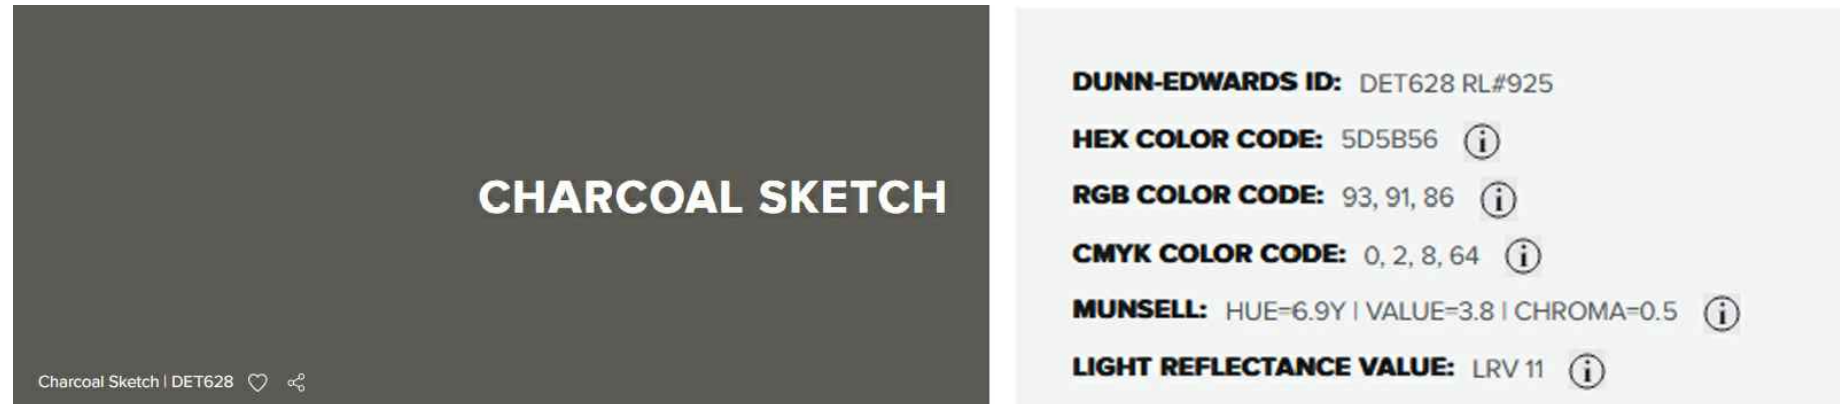 CHARCOAL SKETCH
Charcoal Sketch | DET628
DUNN-EDWARDS ID: DET628 RL#925
HEX COLOR CODE: 5D5B56 i
RGB COLOR CODE: 93, 91, 86 i
CMYK COLOR CODE: 0, 2, 8, 64 i
MUNSELL: HUE=6.9Y | VALUE=3.8 | CHROMA=0.5 i
LIGHT REFLECTANCE VALUE: LRV 11 i